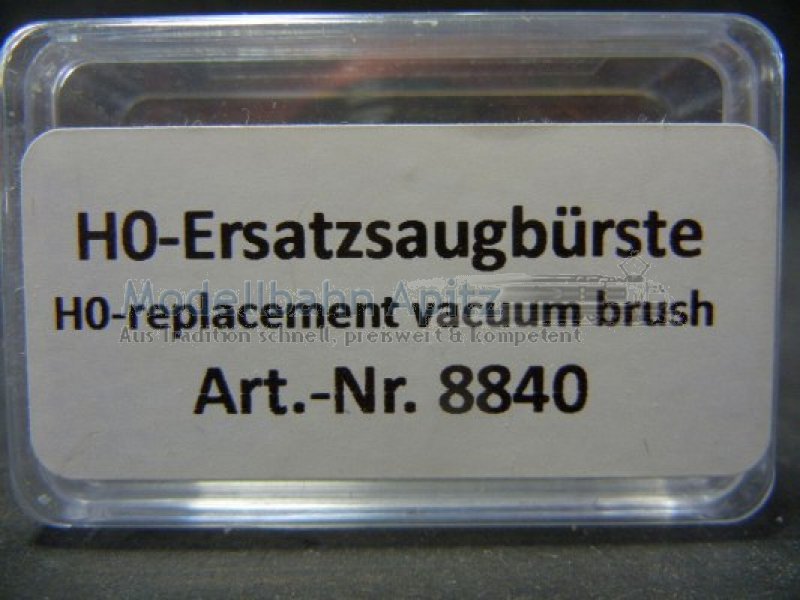 H0-Ersatzsaugbürste
Modellbahn Apitz
H0-replacement vacuum brush
Aus Tradition schnell, preiswert & kompetent
Art.-Nr. 8840